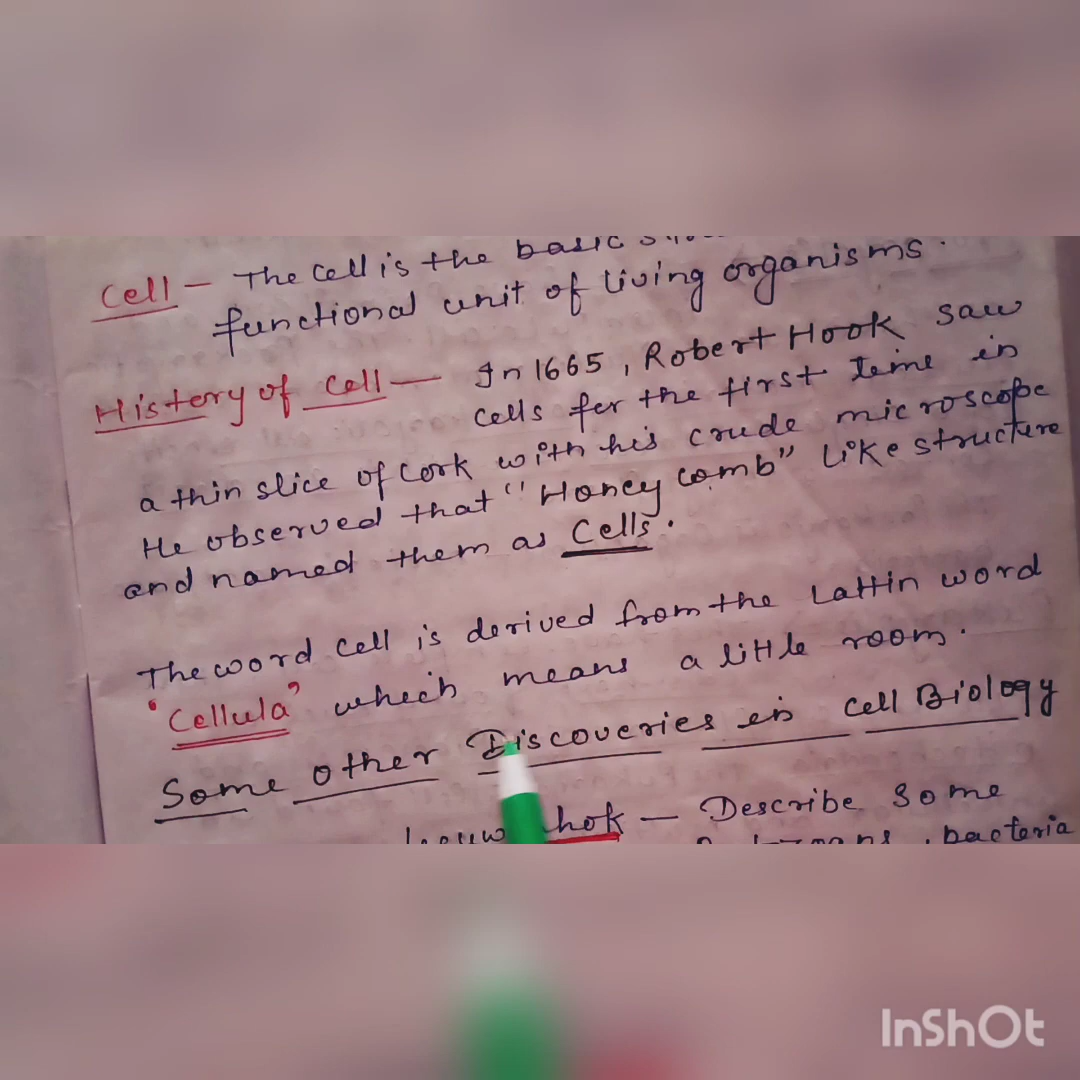 Cell - The cell is the basic
functional unit of living organisms.
History of cell - In 1665, Robert Hook saw
cells for the first time in
a thin slice of cork with his crude microscope
He observed that "Honey comb" like structure
and named them as Cells.
The word cell is derived from the Lattin word
'Cellula' which means a little room.
Some other Discoveries in cell Biology
hok - Describe some
bacteria
InShOt